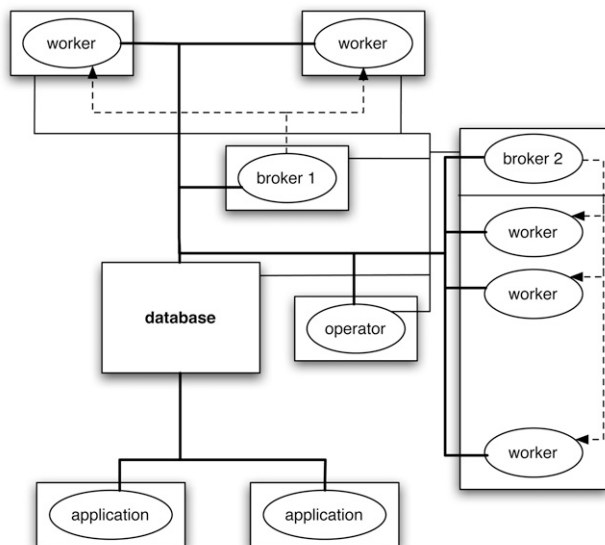 worker
worker
broker 1
broker 2
worker
worker
database
operator
worker
application
application